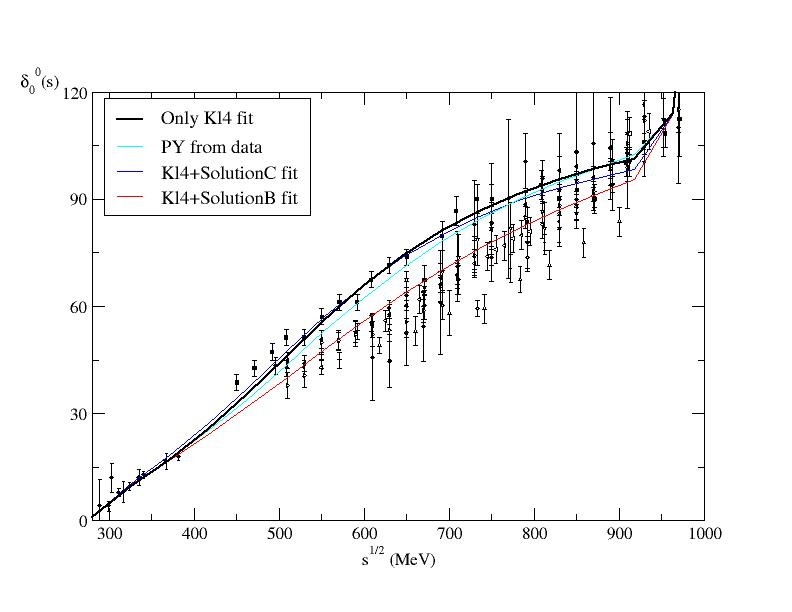 δ₀⁰(s)
120
90
60
30
0
Only Kl4 fit
PY from data
Kl4+SolutionC fit
Kl4+SolutionB fit
300 400 500 600 700 800 900 1000
s^1/2 (MeV)